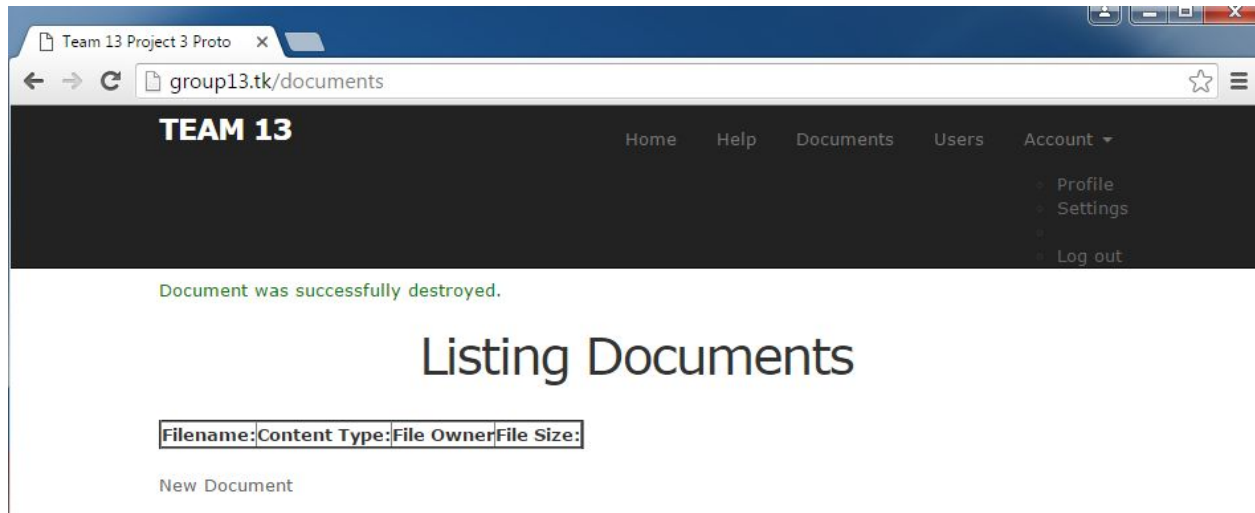 Team 13 Project 3 Proto
group13.tk/documents
TEAM 13
Home Help Documents Users Account
Profile
Settings
Log out
Document was successfully destroyed.
Listing Documents
Filename: Content Type: File Owner File Size:
New Document